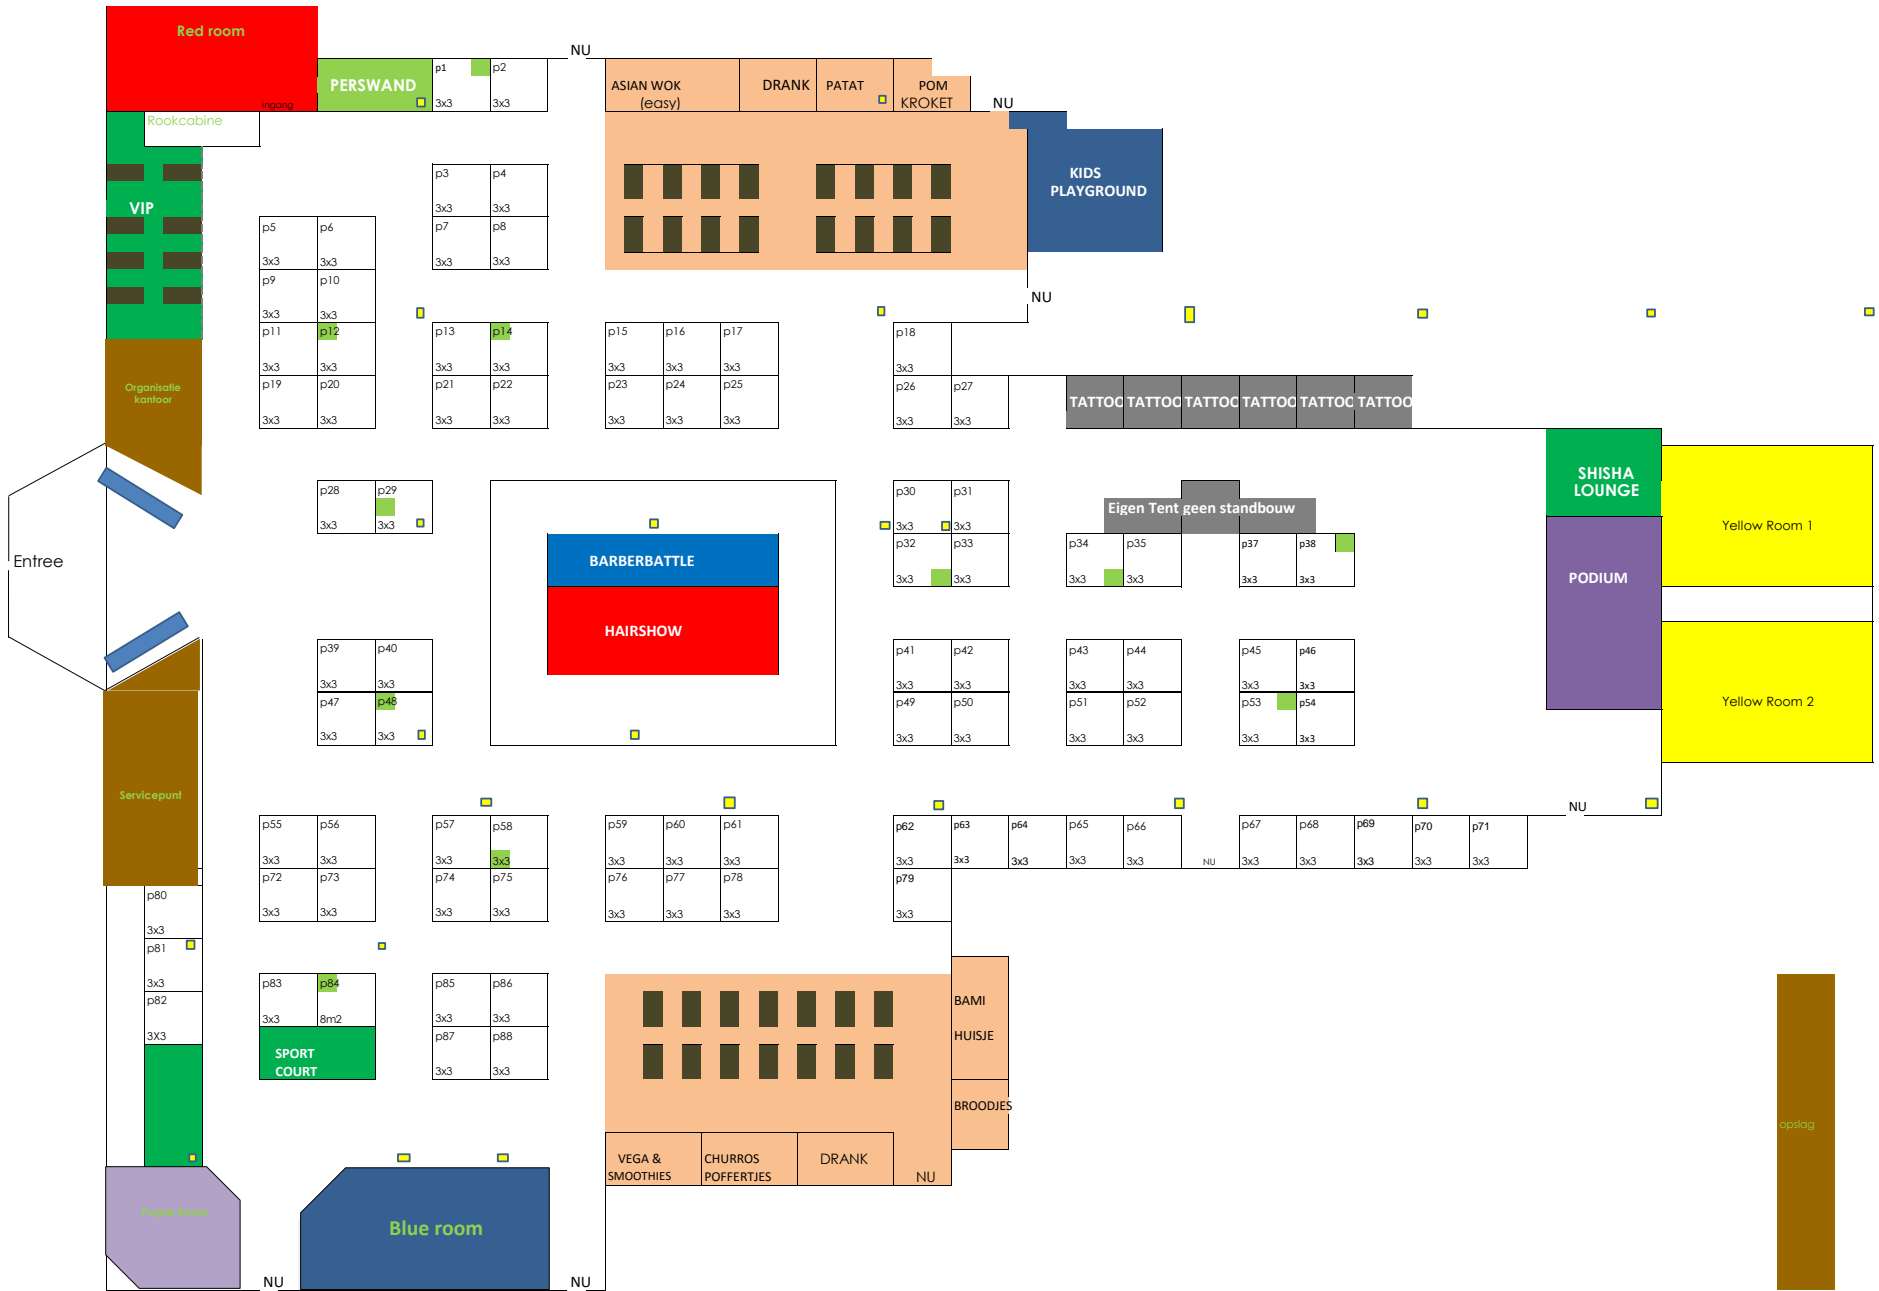 Red room
ingang
PERSWAND
p1
3x3
p2
3x3
NU
ASIAN WOK
(easy)
DRANK
PATAT
POM
KROKET
NU
Rookcabine
VIP
KIDS
PLAYGROUND
p3
3x3
p4
3x3
p5
3x3
p6
3x3
p7
3x3
p8
3x3
p9
3x3
p10
3x3
NU
p11
3x3
p12
3x3
p13
3x3
p14
3x3
p15
3x3
p16
3x3
p17
3x3
p18
3x3
Organisatie
kantoor
p19
3x3
p20
3x3
p21
3x3
p22
3x3
p23
3x3
p24
3x3
p25
3x3
p26
3x3
p27
3x3
TATTOO
TATTOO
TATTOO
TATTOO
TATTOO
TATTOO
SHISHA
LOUNGE
Yellow Room 1
Entree
p28
3x3
p29
3x3
BARBERBATTLE
HAIRSHOW
p30
3x3
p31
3x3
Eigen Tent geen standbouw
p32
3x3
p33
3x3
p34
3x3
p35
3x3
p37
3x3
p38
3x3
PODIUM
Yellow Room 2
p39
3x3
p40
3x3
p41
3x3
p42
3x3
p43
3x3
p44
3x3
p45
3x3
p46
3x3
p47
3x3
p48
3x3
p49
3x3
p50
3x3
p51
3x3
p52
3x3
p53
3x3
p54
3x3
Servicepunt
NU
p55
3x3
p56
3x3
p57
3x3
p58
3x3
p59
3x3
p60
3x3
p61
3x3
p62
3x3
p63
3x3
p64
3x3
p65
3x3
p66
3x3
NU
p67
3x3
p68
3x3
p69
3x3
p70
3x3
p71
3x3
p72
3x3
p73
3x3
p74
3x3
p75
3x3
p76
3x3
p77
3x3
p78
3x3
p79
3x3
p80
3x3
p81
3x3
p82
3X3
p83
3x3
p84
8m2
p85
3x3
p86
3x3
SPORT
COURT
p87
3x3
p88
3x3
BAMI
HUISJE
BROODJES
opslag
VEGA &
SMOOTHIES
CHURROS
POFFERTJES
DRANK
NU
Blue room
NU
NU